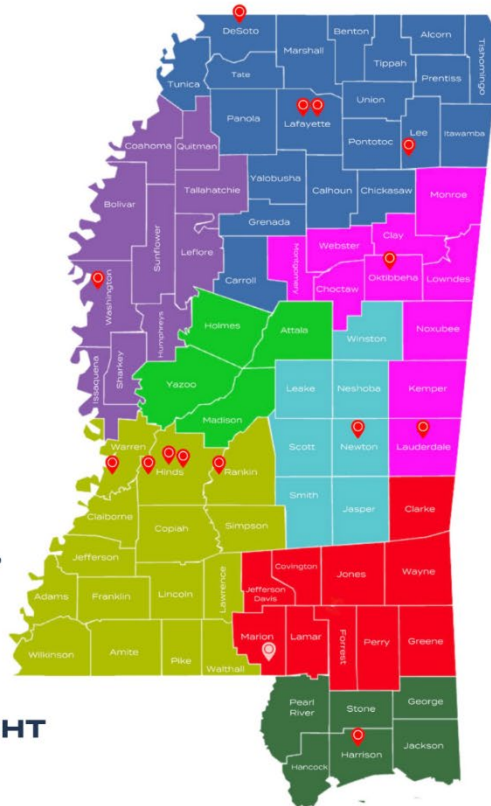 DeSoto
Marshall
Benton
Tippah
Alcorn
Tishomingo
Prentiss
Tunica
Tate
Panola
Lafayette
Union
Pontotoc
Lee
Itawamba
Coahoma
Quitman
Tallahatchie
Yalobusha
Calhoun
Chickasaw
Monroe
Bolivar
Sunflower
Leflore
Grenada
Carroll
Montgomery
Webster
Clay
Choctaw
Oktibbeha
Lowndes
Washington
Humphreys
Holmes
Attala
Winston
Noxubee
Issaquena
Sharkey
Yazoo
Madison
Leake
Neshoba
Kemper
Warren
Hinds
Rankin
Scott
Newton
Lauderdale
Claiborne
Copiah
Simpson
Smith
Jasper
Clarke
Jefferson
Adams
Franklin
Lincoln
Lawrence
Jefferson
Davis
Covington
Jones
Wayne
Wilkinson
Amite
Pike
Walthall
Marion
Lamar
Forrest
Perry
Greene
HT
Pearl
River
Stone
George
Hancock
Harrison
Jackson